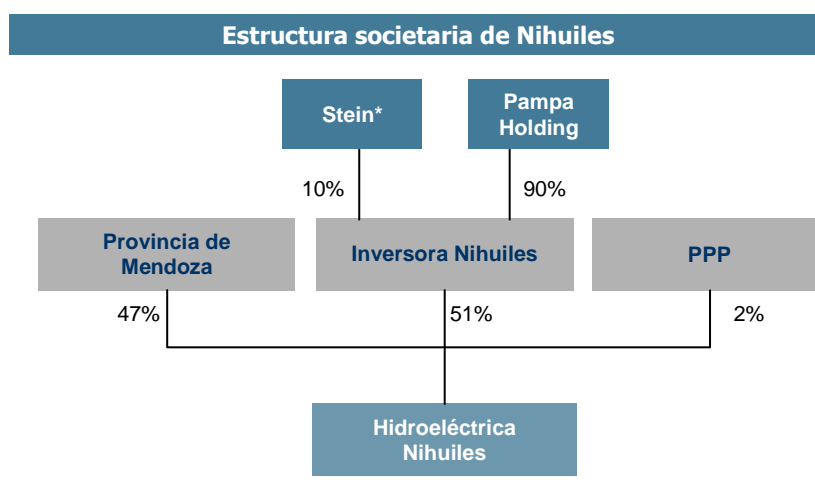 Estructura societaria de Nihuiles
Stein*
Pampa
Holding
10%
90%
Provincia de
Mendoza
Inversora Nihuiles
PPP
47%
51%
2%
Hidroeléctrica
Nihuiles